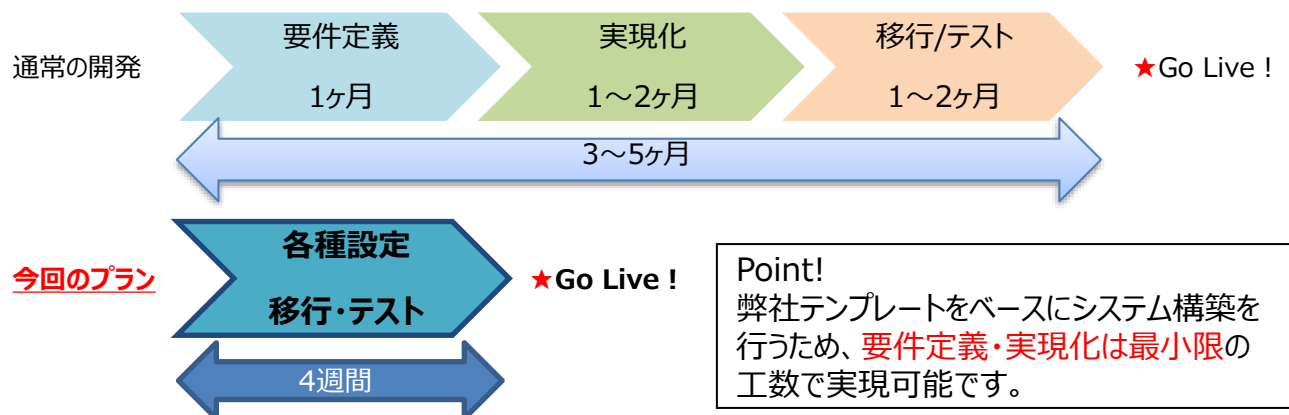 通常の開発
要件定義
1ヶ月
実現化
1～2ヶ月
移行/テスト
1～2ヶ月
★Go Live！
3～5ヶ月
今回のプラン
各種設定
移行・テスト
★Go Live！
4週間
Point!
弊社テンプレートをベースにシステム構築を
行うため、要件定義・実現化は最小限の
工数で実現可能です。